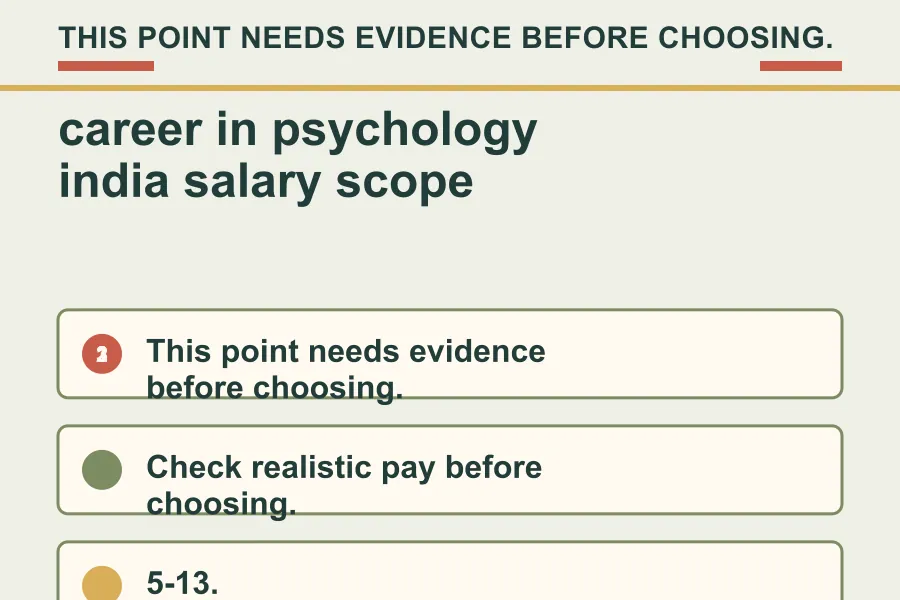 THIS POINT NEEDS EVIDENCE BEFORE CHOOSING.
career in psychology
india salary scope
This point needs evidence
before choosing.
Check realistic pay before
choosing.
5-13.